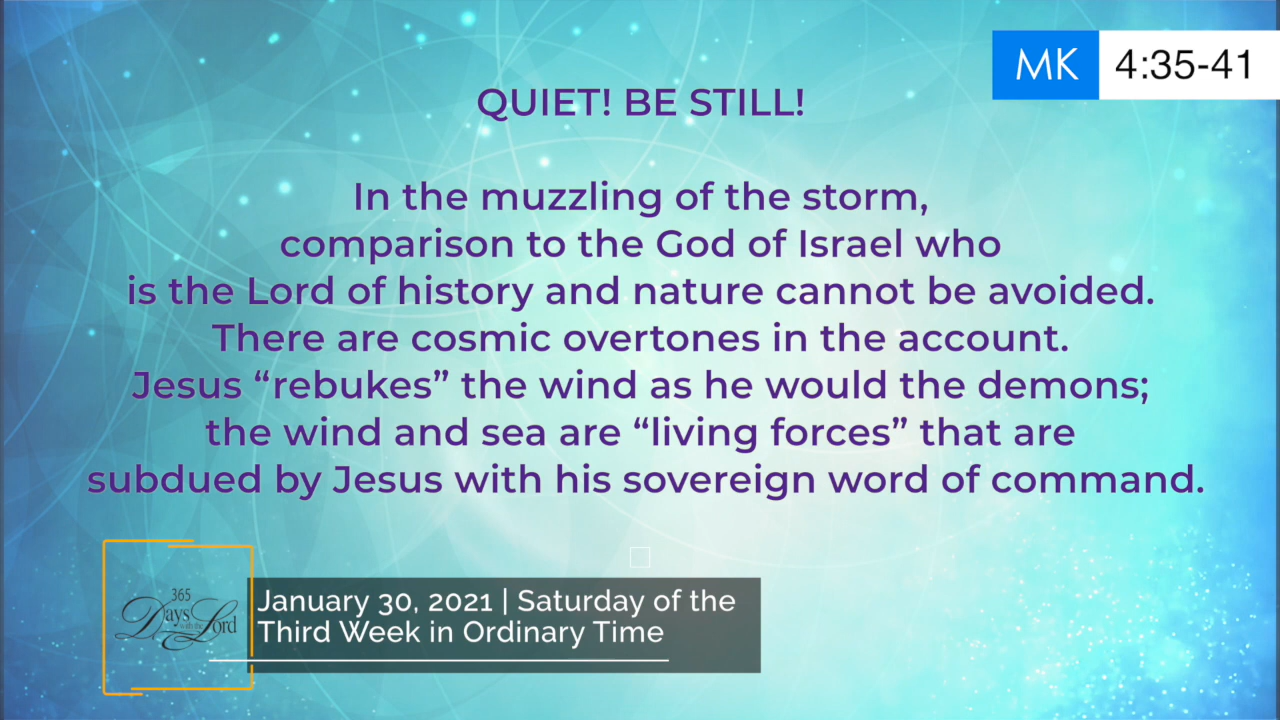 MK 4:35-41
QUIET! BE STILL!
In the muzzling of the storm,
comparison to the God of Israel who
is the Lord of history and nature cannot be avoided.
There are cosmic overtones in the account.
Jesus “rebukes” the wind as he would the demons;
the wind and sea are “living forces” that are
subdued by Jesus with his sovereign word of command.
365
Days with the Lord
January 30, 2021 | Saturday of the
Third Week in Ordinary Time